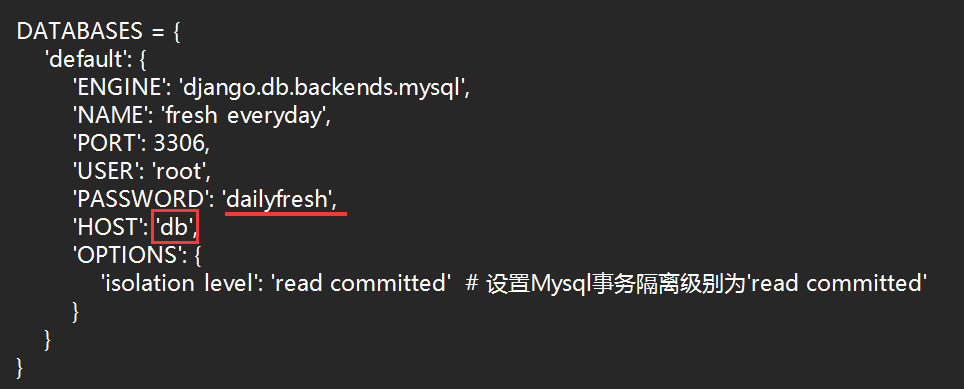 DATABASES = {
'default': {
'ENGINE': 'django.db.backends.mysql',
'NAME': 'fresh everyday',
'PORT': 3306,
'USER': 'root',
'PASSWORD': 'dailyfresh',
'HOST': 'db',
'OPTIONS': {
'isolation level': 'read committed'  # 设置Mysql事务隔离级别为'read committed'
}
}
}